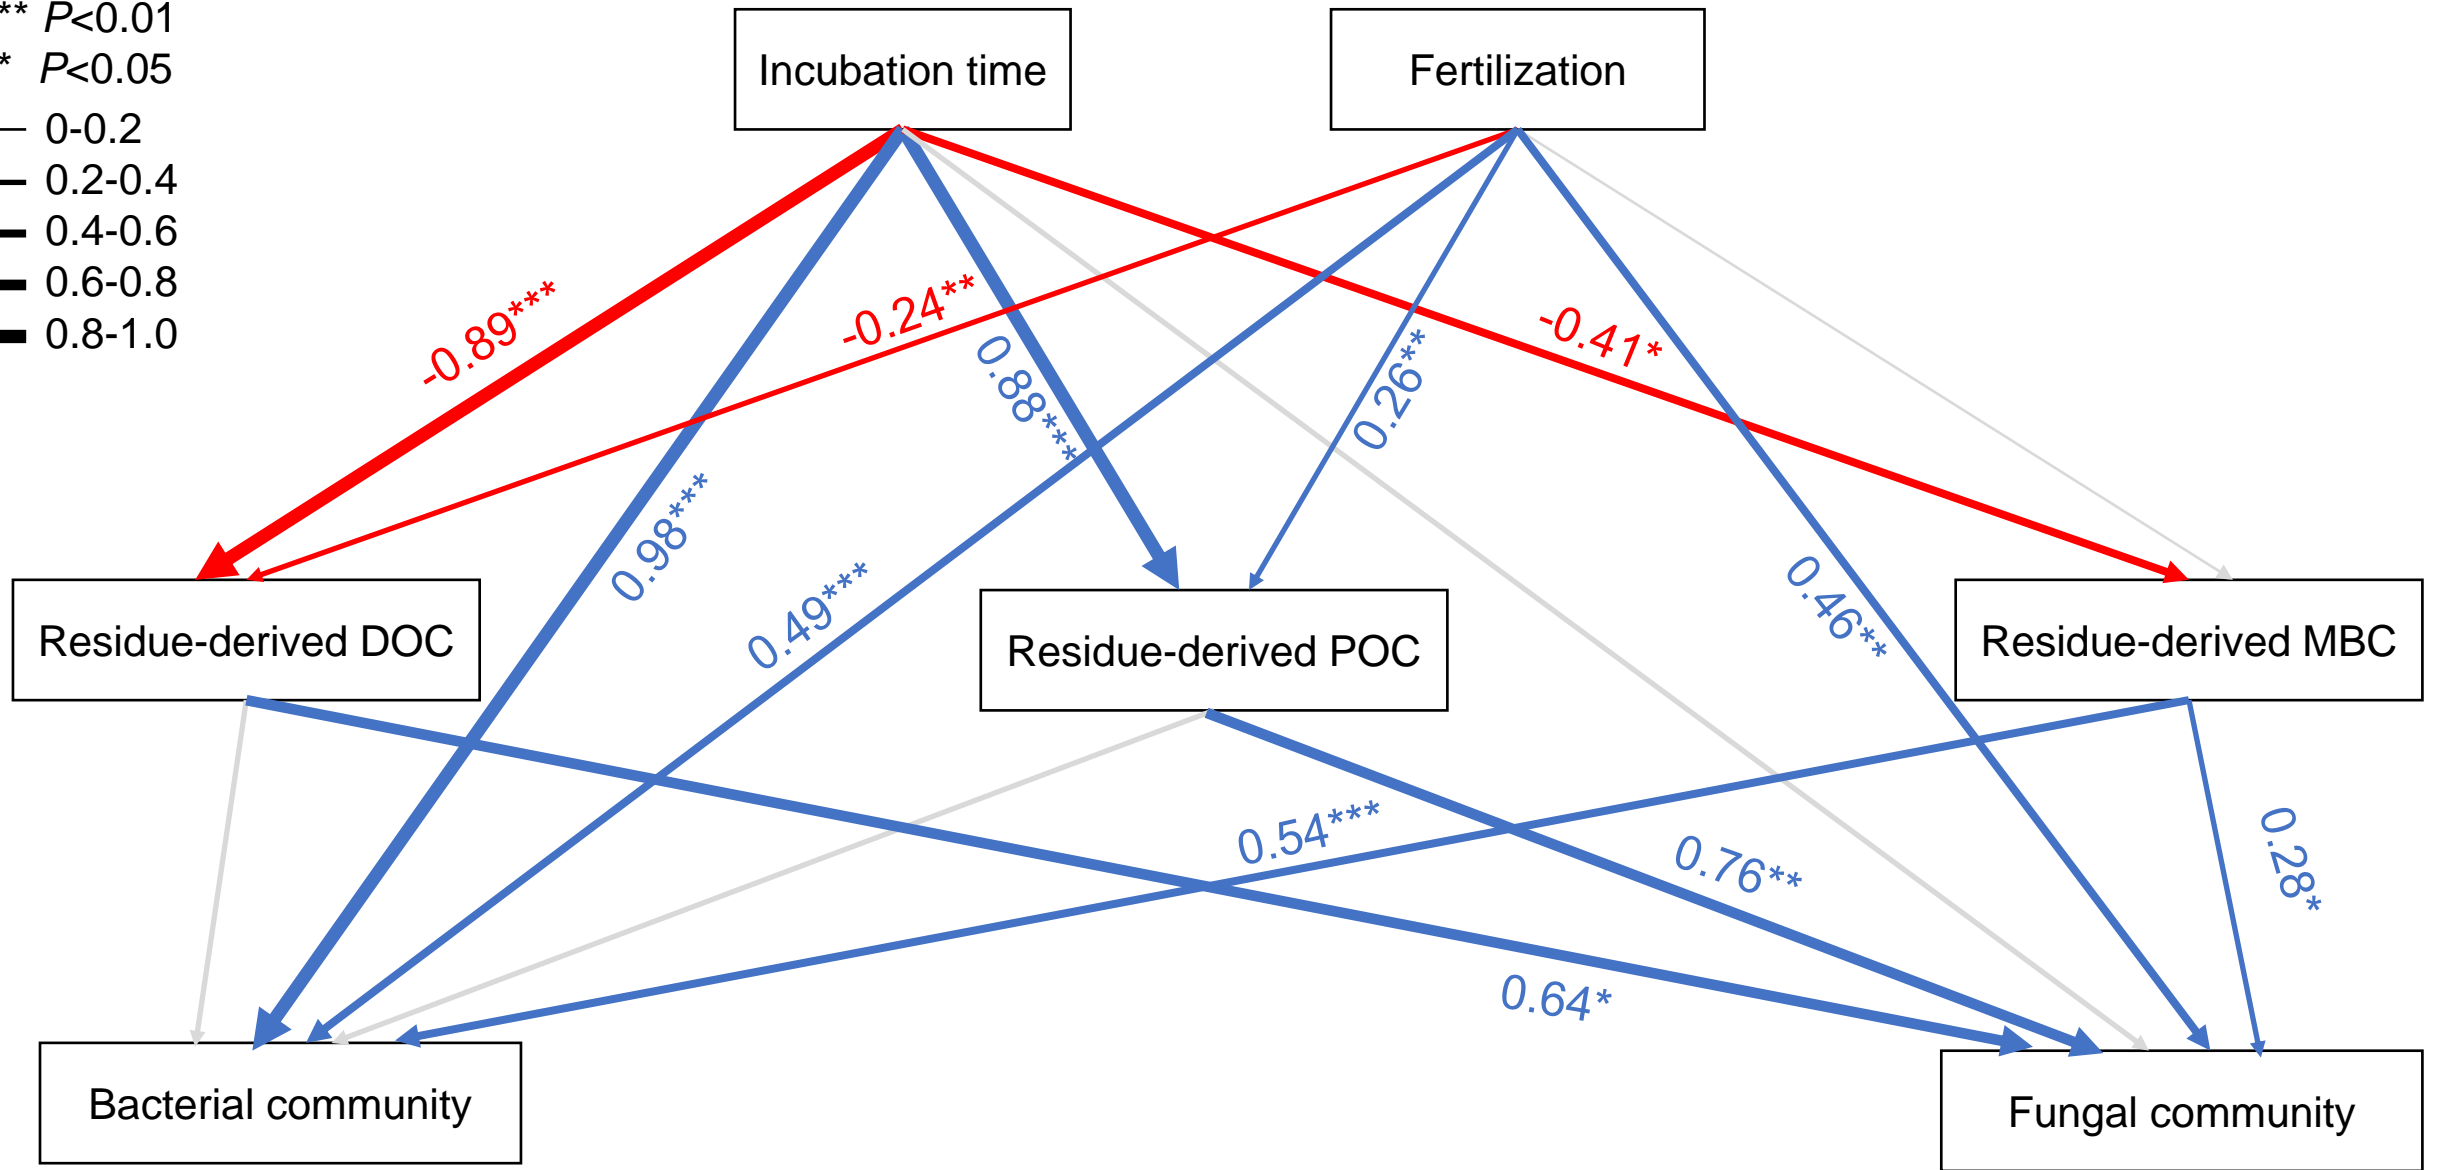 ** P<0.01
* P<0.05
0-0.2
0.2-0.4
0.4-0.6
0.6-0.8
0.8-1.0
Incubation time
Fertilization
-0.89***
-0.24**
0.88***
0.26**
-0.41*
0.98***
0.49***
0.46**
Residue-derived DOC
Residue-derived POC
Residue-derived MBC
0.54***
0.76**
0.28*
0.64*
Bacterial community
Fungal community